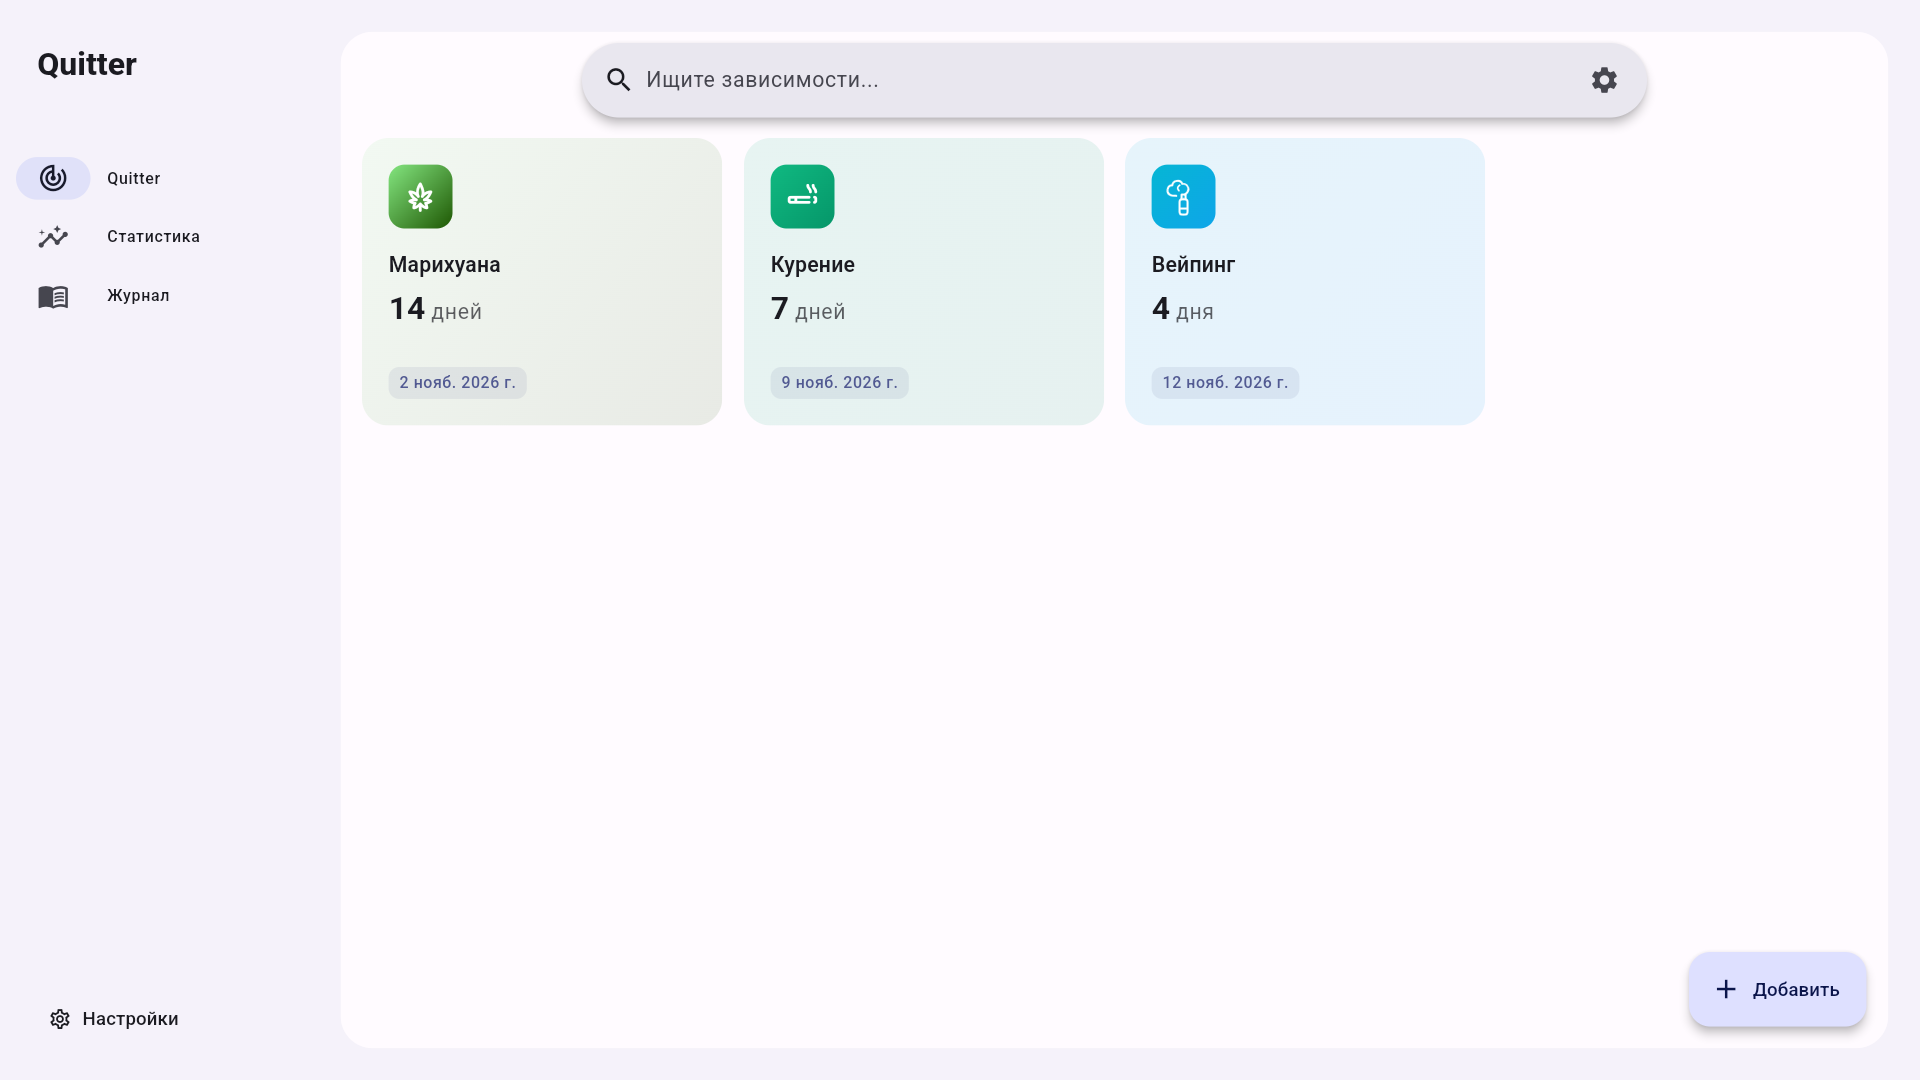 Quitter
Quitter
Статистика
Журнал
Настройки
Ищите зависимости...
Марихуана
14 дней
2 нояб. 2026 г.
Курение
7 дней
9 нояб. 2026 г.
Вейпинг
4 дня
12 нояб. 2026 г.
Добавить